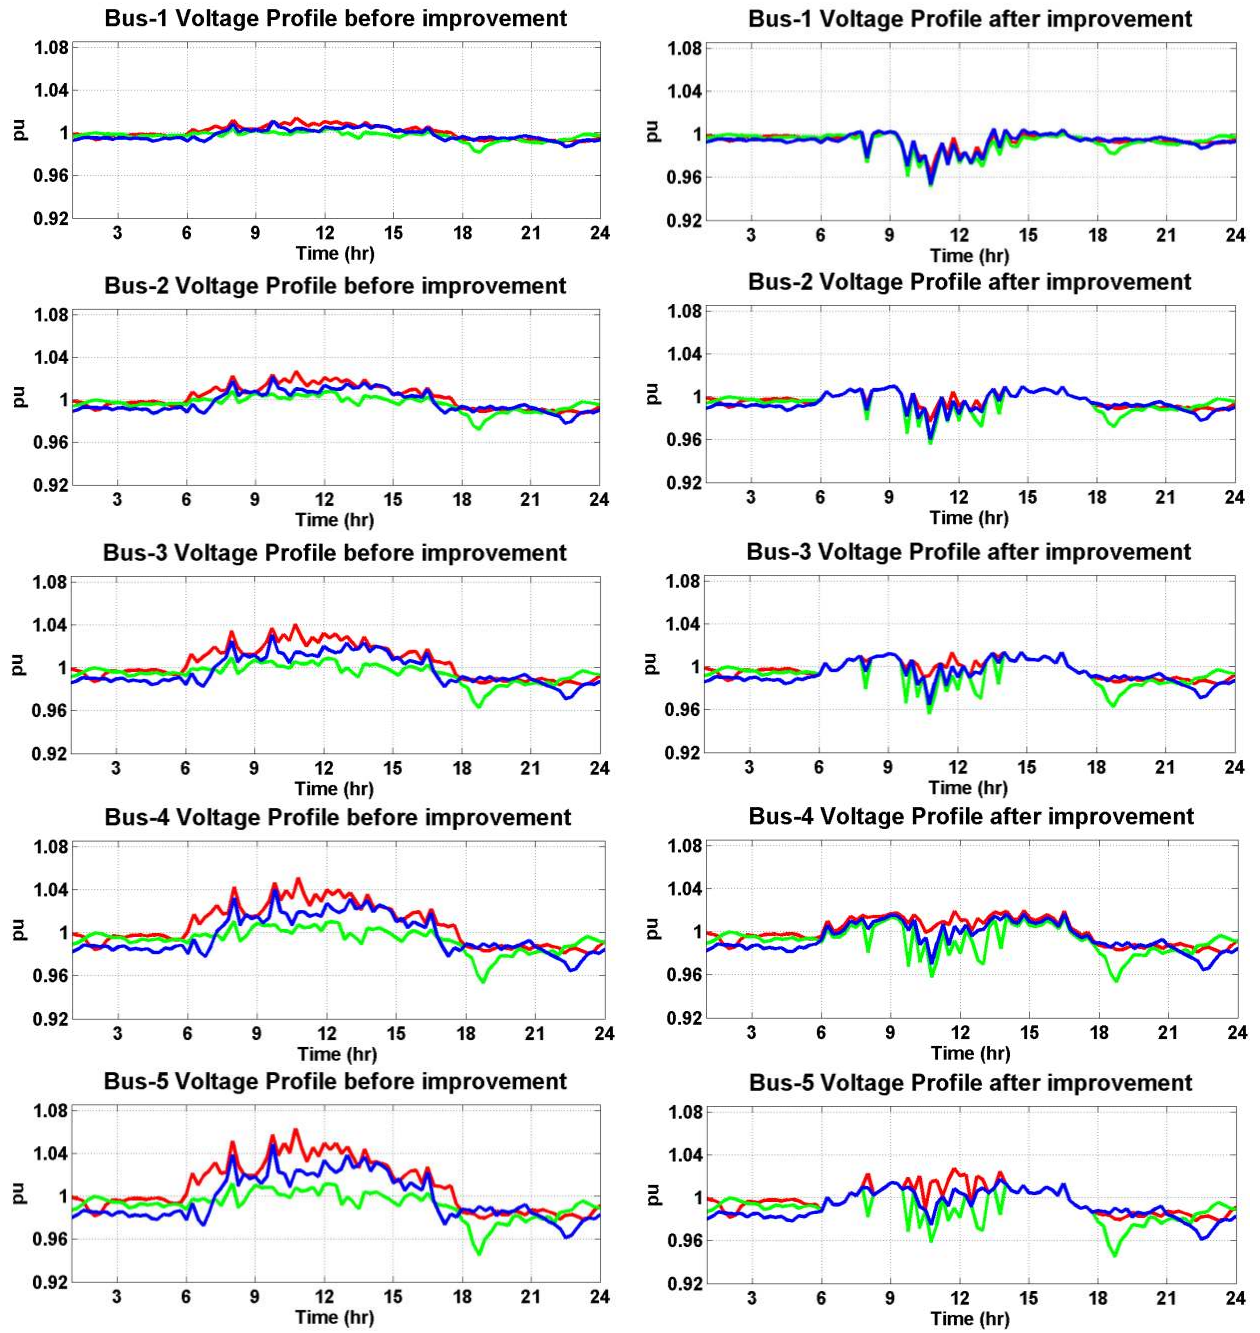 Bus-1 Voltage Profile before improvement
1.08
1.04
1
0.96
0.92
pu
3 6 9 12 15 18 21 24
Time (hr)
Bus-1 Voltage Profile after improvement
1.08
1.04
1
0.96
0.92
pu
3 6 9 12 15 18 21 24
Time (hr)
Bus-2 Voltage Profile before improvement
1.08
1.04
1
0.96
0.92
pu
3 6 9 12 15 18 21 24
Time (hr)
Bus-2 Voltage Profile after improvement
1.08
1.04
1
0.96
0.92
pu
3 6 9 12 15 18 21 24
Time (hr)
Bus-3 Voltage Profile before improvement
1.08
1.04
1
0.96
0.92
pu
3 6 9 12 15 18 21 24
Time (hr)
Bus-3 Voltage Profile after improvement
1.08
1.04
1
0.96
0.92
pu
3 6 9 12 15 18 21 24
Time (hr)
Bus-4 Voltage Profile before improvement
1.08
1.04
1
0.96
0.92
pu
3 6 9 12 15 18 21 24
Time (hr)
Bus-4 Voltage Profile after improvement
1.08
1.04
1
0.96
0.92
pu
3 6 9 12 15 18 21 24
Time (hr)
Bus-5 Voltage Profile before improvement
1.08
1.04
1
0.96
0.92
pu
3 6 9 12 15 18 21 24
Time (hr)
Bus-5 Voltage Profile after improvement
1.08
1.04
1
0.96
0.92
pu
3 6 9 12 15 18 21 24
Time (hr)